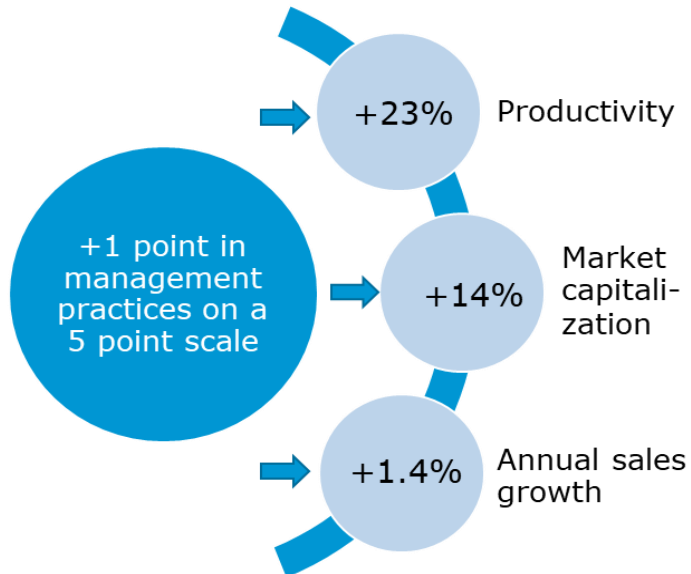 +23%
Productivity
+1 point in
management
practices on a
5 point scale
+14%
Market
capitali-
zation
+1.4%
Annual sales
growth